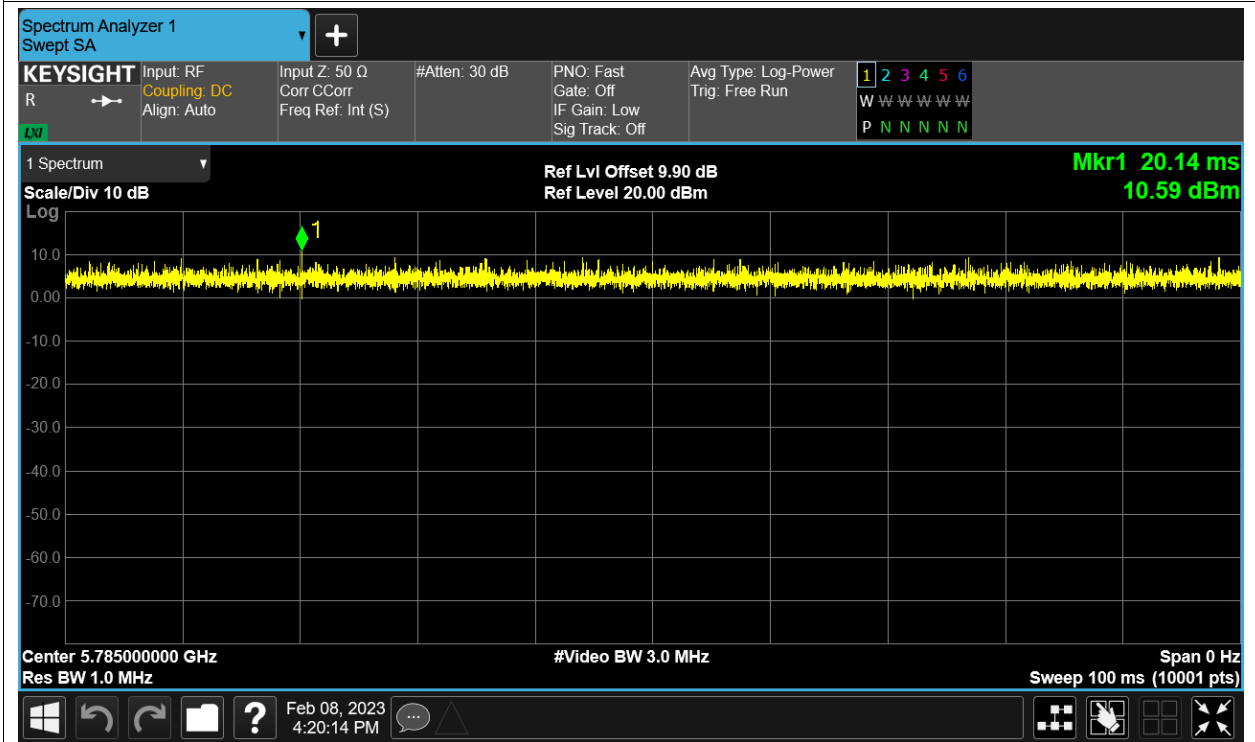 Spectrum Analyzer 1
Swept SA
+
KEYSIGHT
R
LXI
Input: RF
Coupling: DC
Align: Auto
Input Z: 50 Ω
Corr CCorr
Freq Ref: Int (S)
#Atten: 30 dB
PNO: Fast
Gate: Off
IF Gain: Low
Sig Track: Off
Avg Type: Log-Power
Trig: Free Run
1 2 3 4 5 6
W W W W W W
P N N N N N
1 Spectrum
Scale/Div 10 dB
Ref Lvl Offset 9.90 dB
Ref Level 20.00 dBm
Mkr1 20.14 ms
10.59 dBm
Log
1
10.0
0.00
-10.0
-20.0
-30.0
-40.0
-50.0
-60.0
-70.0
Center 5.785000000 GHz
Res BW 1.0 MHz
#Video BW 3.0 MHz
Span 0 Hz
Sweep 100 ms (10001 pts)
?
Feb 08, 2023
4:20:14 PM